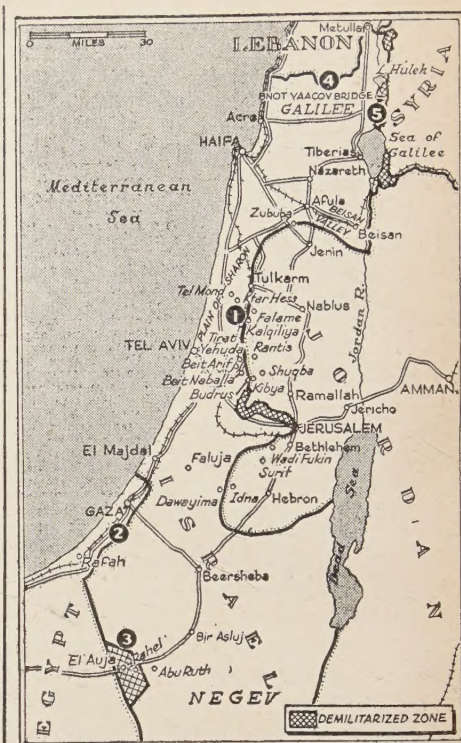 Metulla
LEBANON
MILES 30
4
Huleh
BNOT YAACOV BRIDGE
GALILEE
5
SYRIA
Acre
Sea of
Galilee
HAIFA
Tiberias
Nazareth
Mediterranean
Sea
Afula
BEISAN
VALLEY
Zububa
Beisan
Jenin
PLAIN OF SHARON
Tulkarm
Tel Mond
Kfar Hess
Nablus
1
Falame
Kalqiliya
Jordan R.
TEL AVIV
Tirat
Yehuda
Rantis
Beit Arif
Shuqba
Beit Naballa
Kibya
Budrus
Ramallah
AMMAN
Jericho
JERUSALEM
JORDAN
El Majdal
Bethlehem
Faluja
Wadi Fukin
Surif
Dawayima
Idna
Hebron
GAZA
2
Dead
Sea
Rafah
ISRAEL
Beersheba
EGYPT
3
Bir Asluj
El Auja
Abu Ruth
NEGEV
DEMILITARIZED ZONE